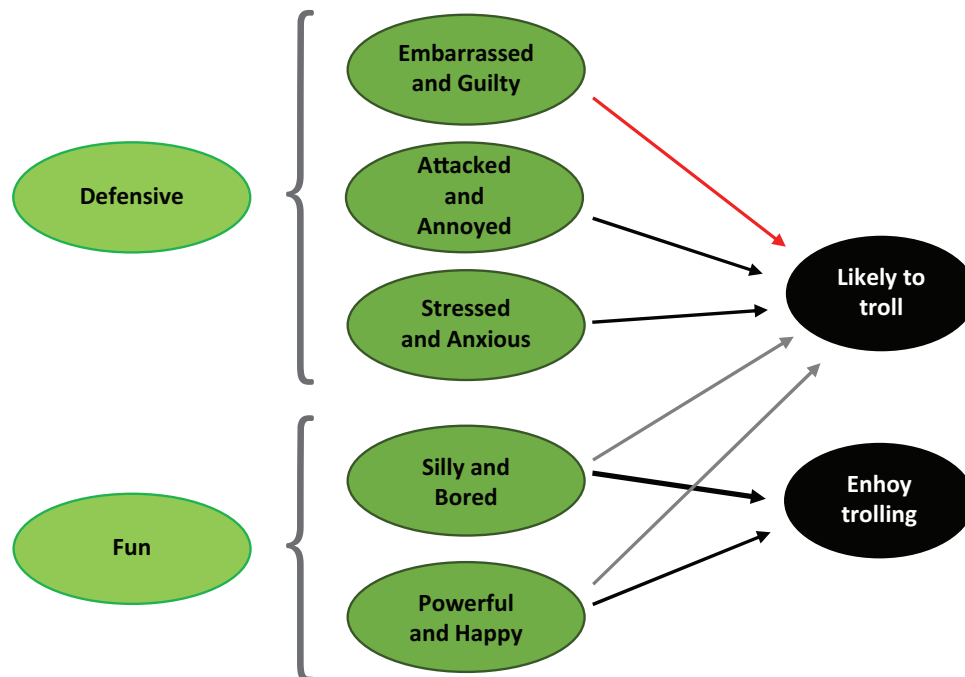 Embarrassed
and Guilty
Defensive
Attacked
and
Annoyed
Stressed
and Anxious
Likely to
troll
Silly and
Bored
Enhoy
trolling
Fun
Powerful
and Happy